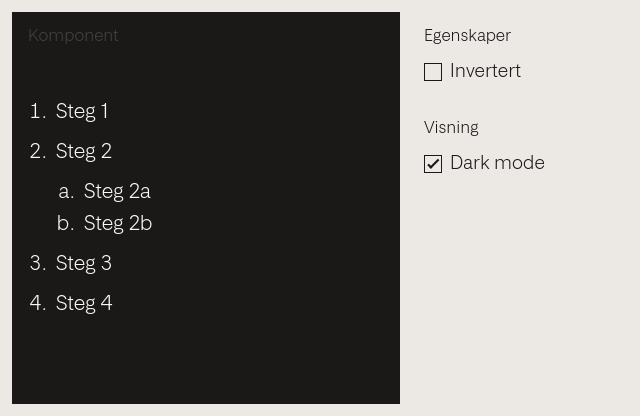 Komponent
1. Steg 1
2. Steg 2
a. Steg 2a
b. Steg 2b
3. Steg 3
4. Steg 4
Egenskaper
Invertert
Visning
Dark mode